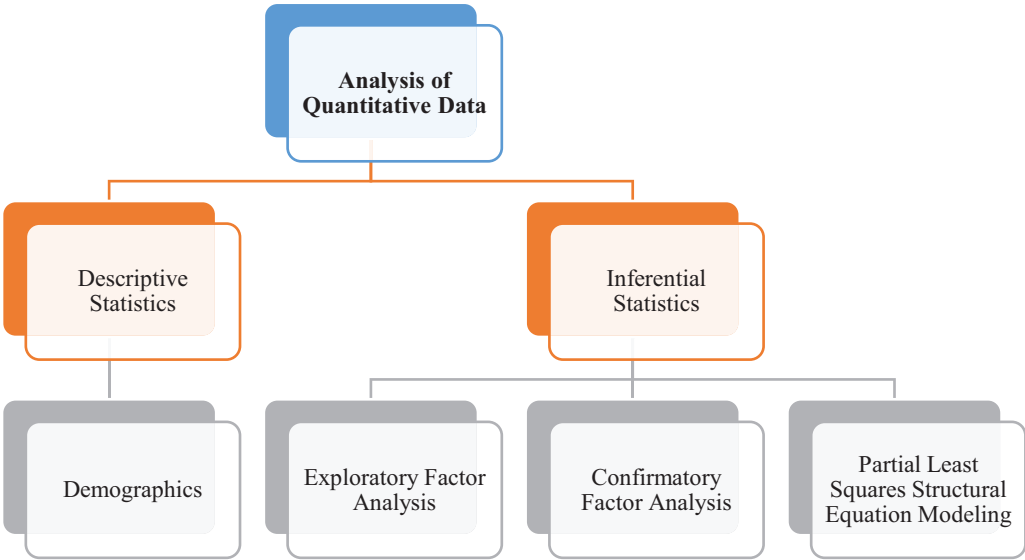 Analysis of
Quantitative Data
Descriptive
Statistics
Inferential
Statistics
Demographics
Exploratory Factor
Analysis
Confirmatory
Factor Analysis
Partial Least
Squares Structural
Equation Modeling